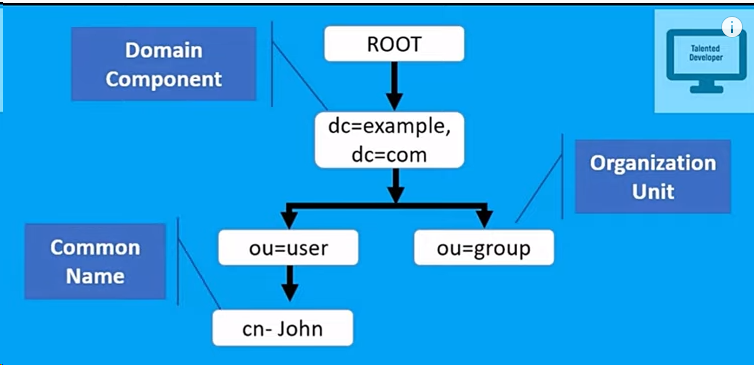 Domain
Component
ROOT
i
Talented
Developer
dc=example,
dc=com
Organization
Unit
Common
Name
ou=user
ou=group
cn- John